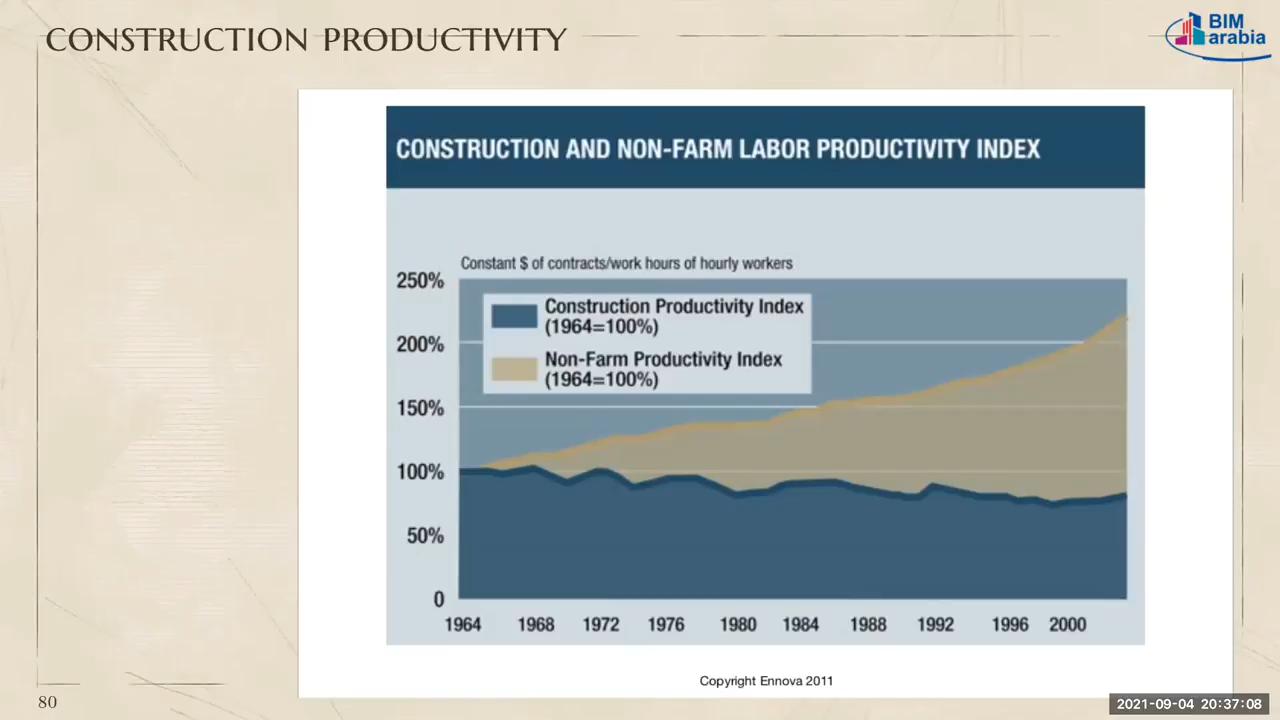 CONSTRUCTION PRODUCTIVITY
BIM
arabia
CONSTRUCTION AND NON-FARM LABOR PRODUCTIVITY INDEX
Constant $ of contracts/work hours of hourly workers
250%
Construction Productivity Index
(1964=100%)
200%
Non-Farm Productivity Index
(1964=100%)
150%
100%
50%
0
1964 1968 1972 1976 1980 1984 1988 1992 1996 2000
Copyright Ennova 2011
80
2021-09-04 20:37:08